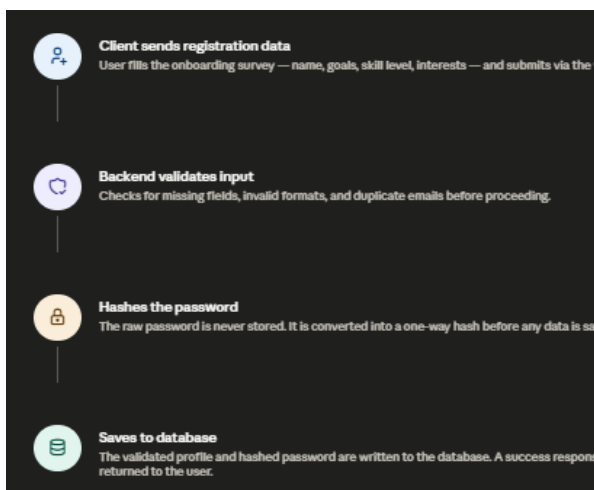 Client sends registration data
User fills the onboarding survey — name, goals, skill level, interests — and submits via the
Backend validates input
Checks for missing fields, invalid formats, and duplicate emails before proceeding.
Hashes the password
The raw password is never stored. It is converted into a one-way hash before any data is sa
Saves to database
The validated profile and hashed password are written to the database. A success respon
returned to the user.